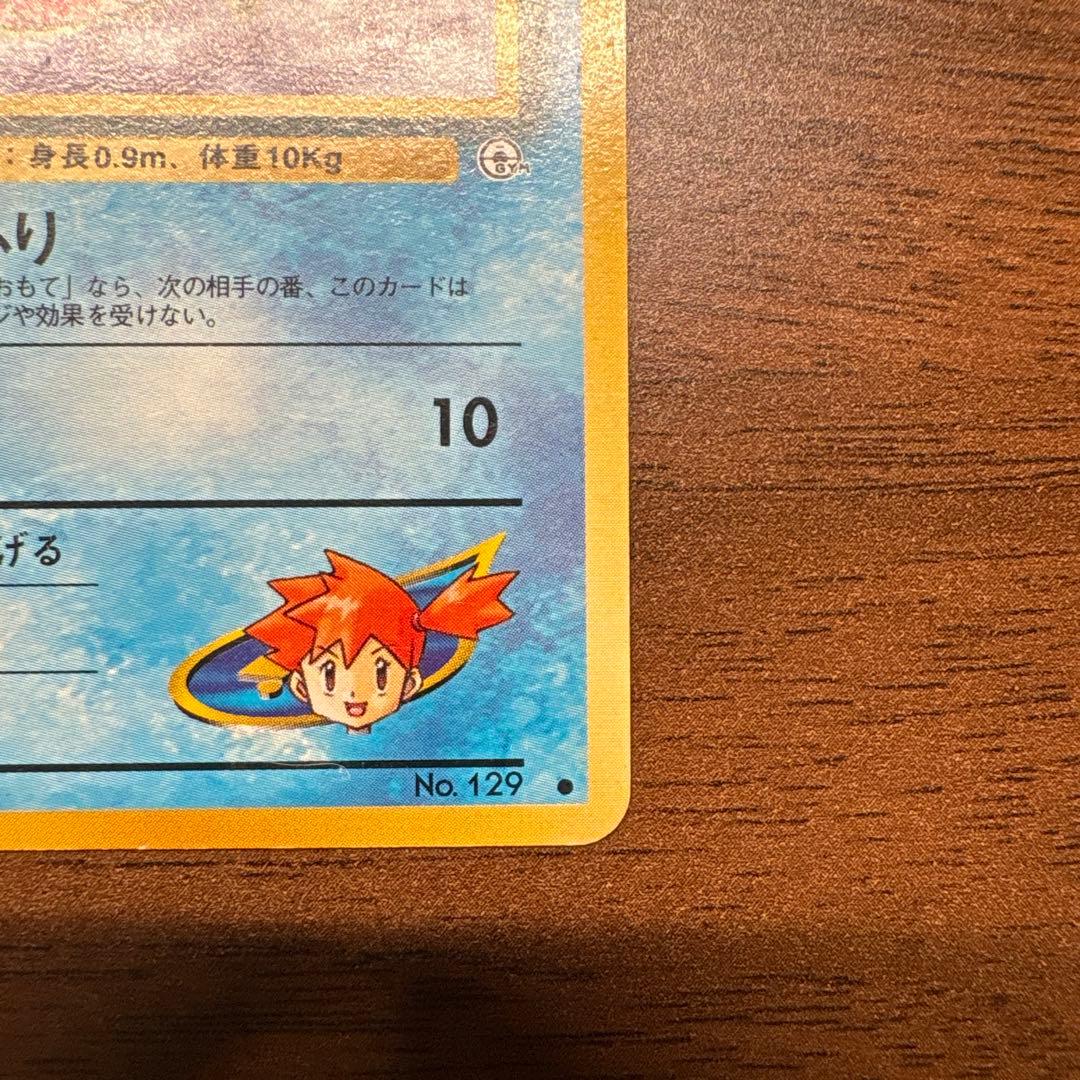 : 身長0.9m、体重10Kg
GYM
ふり
おもて」なら、次の相手の番、このカードは
ジや効果を受けない。
10
げる
No. 129 ●